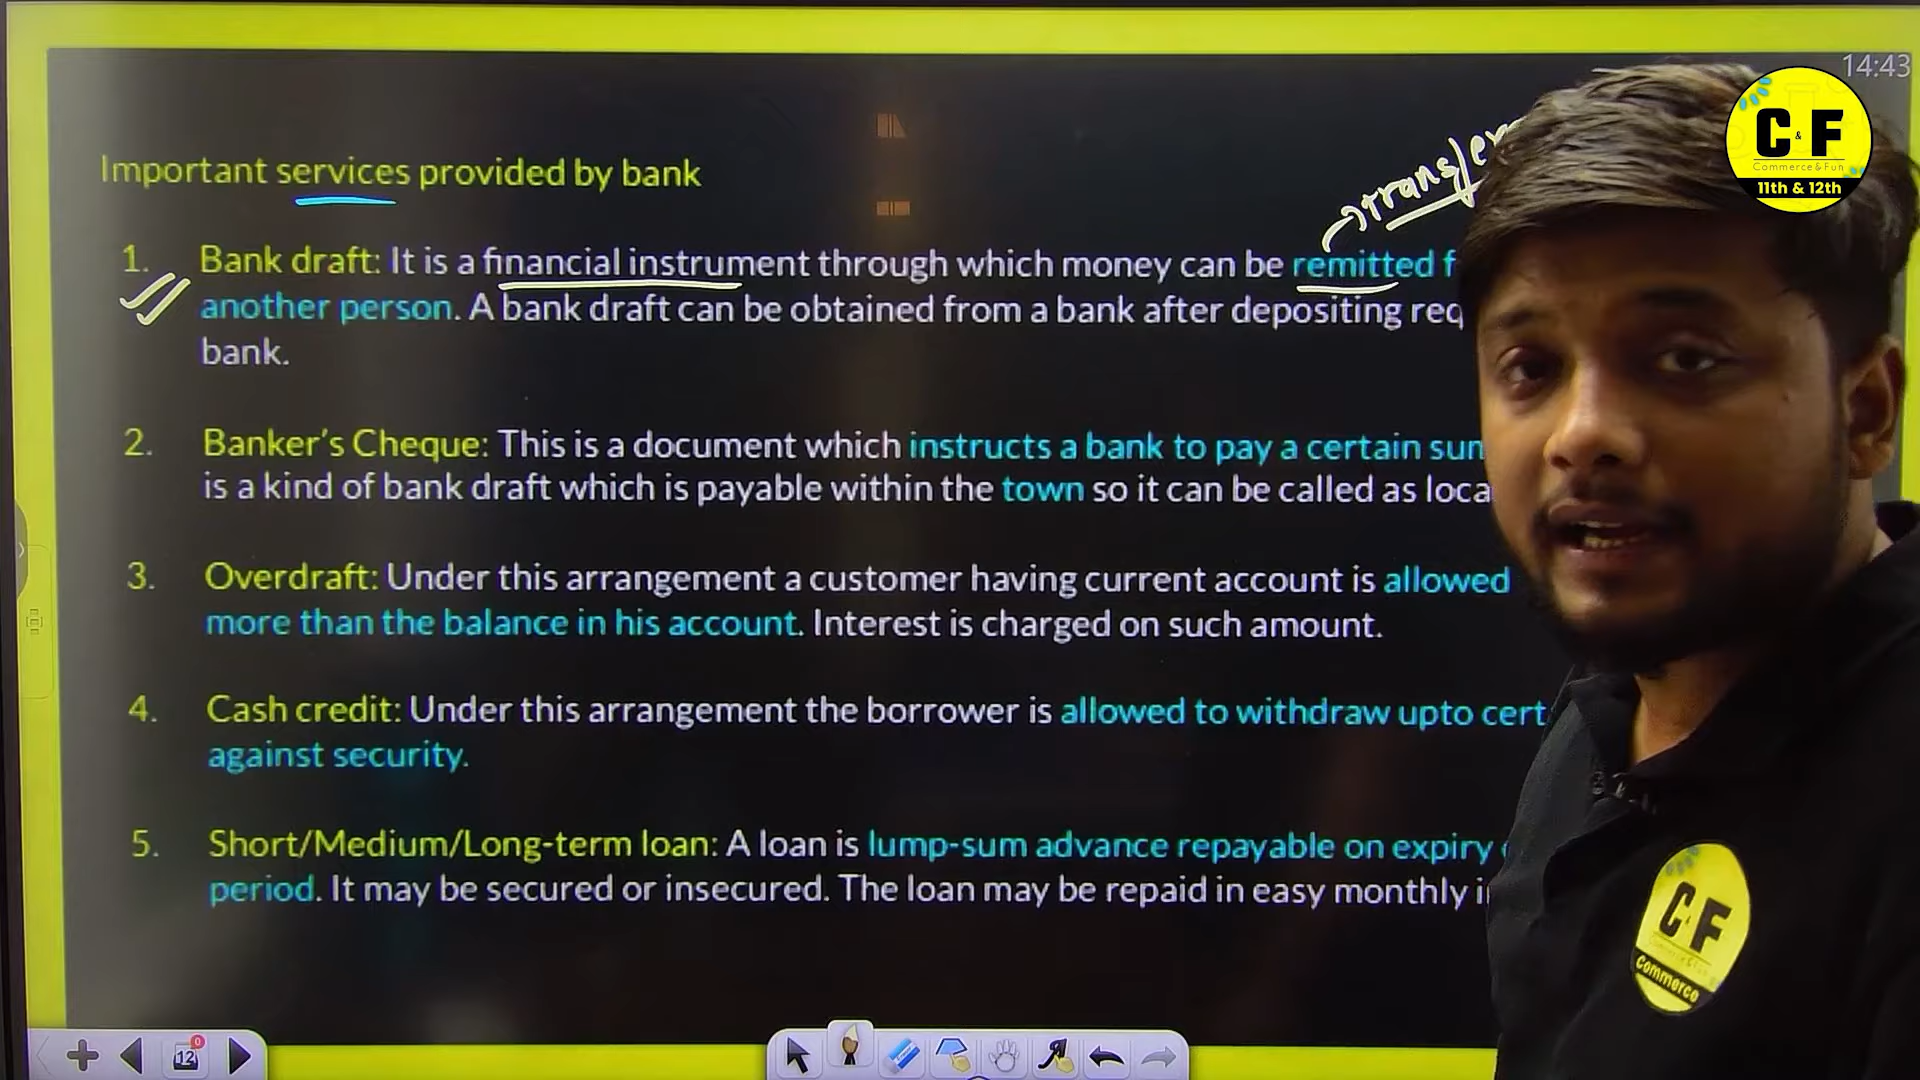 14:43
C & F
Commerce & Fun
11th & 12th
Important services provided by bank
transfer
1. Bank draft: It is a financial instrument through which money can be remitted
another person. A bank draft can be obtained from a bank after depositing
bank.
2. Banker's Cheque: This is a document which instructs a bank to pay a certain
is a kind of bank draft which is payable within the town so it can be called as
3. Overdraft: Under this arrangement a customer having current account is allowed
more than the balance in his account. Interest is charged on such amount.
4. Cash credit: Under this arrangement the borrower is allowed to withdraw upto
against security.
5. Short/Medium/Long-term loan: A loan is lump-sum advance repayable on expiry
period. It may be secured or insecured. The loan may be repaid in easy monthly
C & F
Commerce
12
0